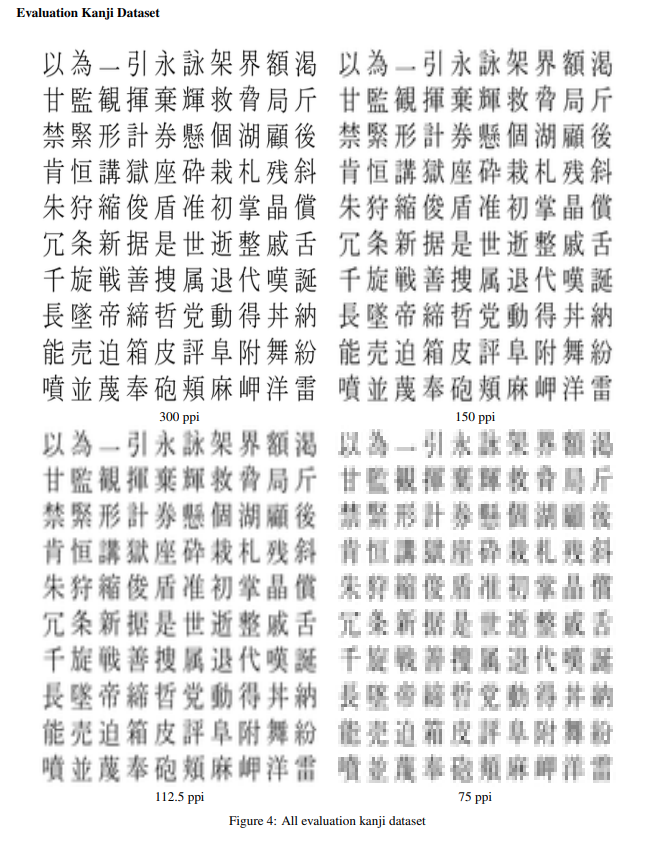 Evaluation Kanji Dataset
以為一引永詠架界額渇
甘監観揮棄輝救脅局斤
禁緊形計券懸個湖顧後
肯恒講獄座砕栽札残斜
朱狩縮俊盾准初掌晶償
冗条新据是世逝整戚舌
千旋戦善捜属退代嘆誕
長墜帝締哲党動得丼納
能売迫箱皮評阜附舞紛
噴並蔑奉砲頬麻岬洋雷
300 ppi
以為一引永詠架界額渇
甘監観揮棄輝救脅局斤
禁緊形計券懸個湖顧後
肯恒講獄座砕栽札残斜
朱狩縮俊盾准初掌晶償
冗条新据是世逝整戚舌
千旋戦善捜属退代嘆誕
長墜帝締哲党動得丼納
能売迫箱皮評阜附舞紛
噴並蔑奉砲頬麻岬洋雷
150 ppi
以為一引永詠架界額渇
甘監観揮棄輝救脅局斤
禁緊形計券懸個湖顧後
肯恒講獄座砕栽札残斜
朱狩縮俊盾准初掌晶償
冗条新据是世逝整戚舌
千旋戦善捜属退代嘆誕
長墜帝締哲党動得丼納
能売迫箱皮評阜附舞紛
噴並蔑奉砲頬麻岬洋雷
112.5 ppi
以為一引永詠架界額渇
甘監観揮棄輝救脅局斤
禁緊形計券懸個湖顧後
肯恒講獄座砕栽札残斜
朱狩縮俊盾准初掌晶償
冗条新据是世逝整戚舌
千旋戦善捜属退代嘆誕
長墜帝締哲党動得丼納
能売迫箱皮評阜附舞紛
噴並蔑奉砲頬麻岬洋雷
75 ppi
Figure 4: All evaluation kanji dataset